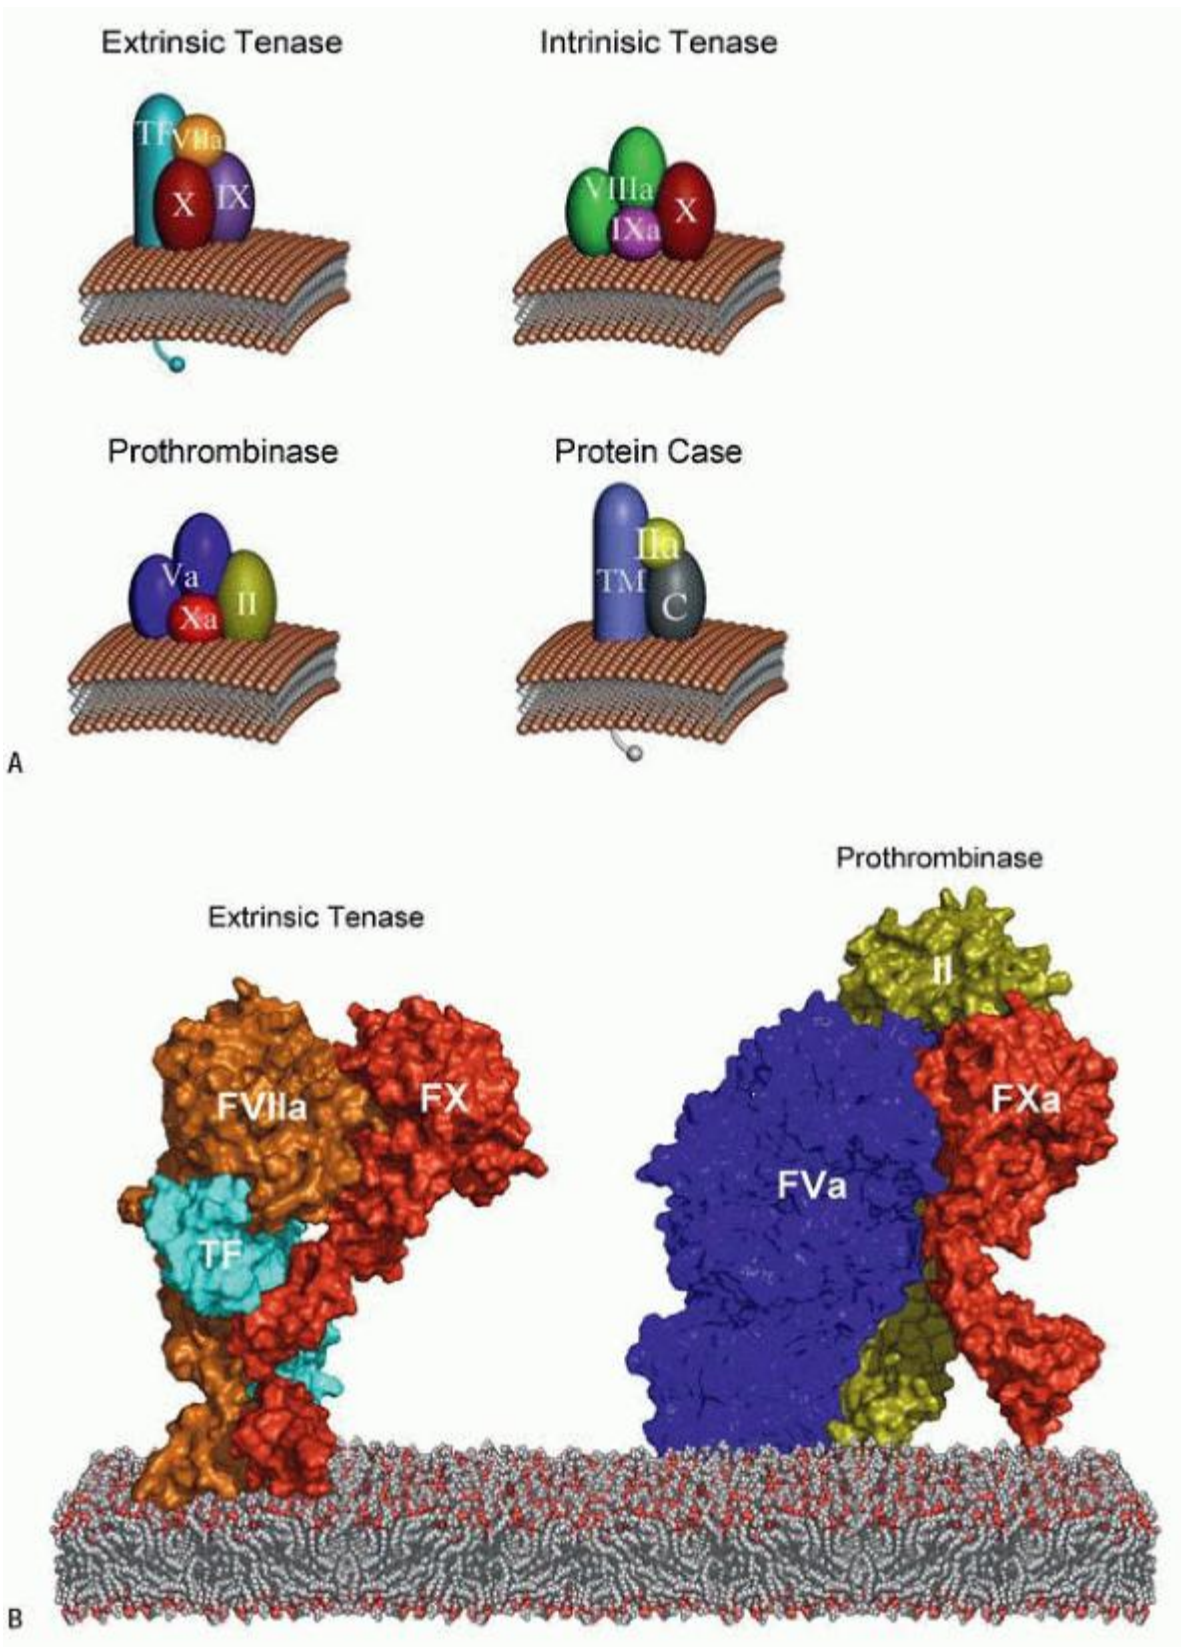 Extrinsic Tenase
Intrinisic Tenase
TF
VIIa
X
IX
VIIIa
IXa
X
Prothrombinase
Protein Case
Va
Xa
II
IIa
TM
C
A
Prothrombinase
Extrinsic Tenase
II
FVIIa
FX
FXa
FVa
TF
B